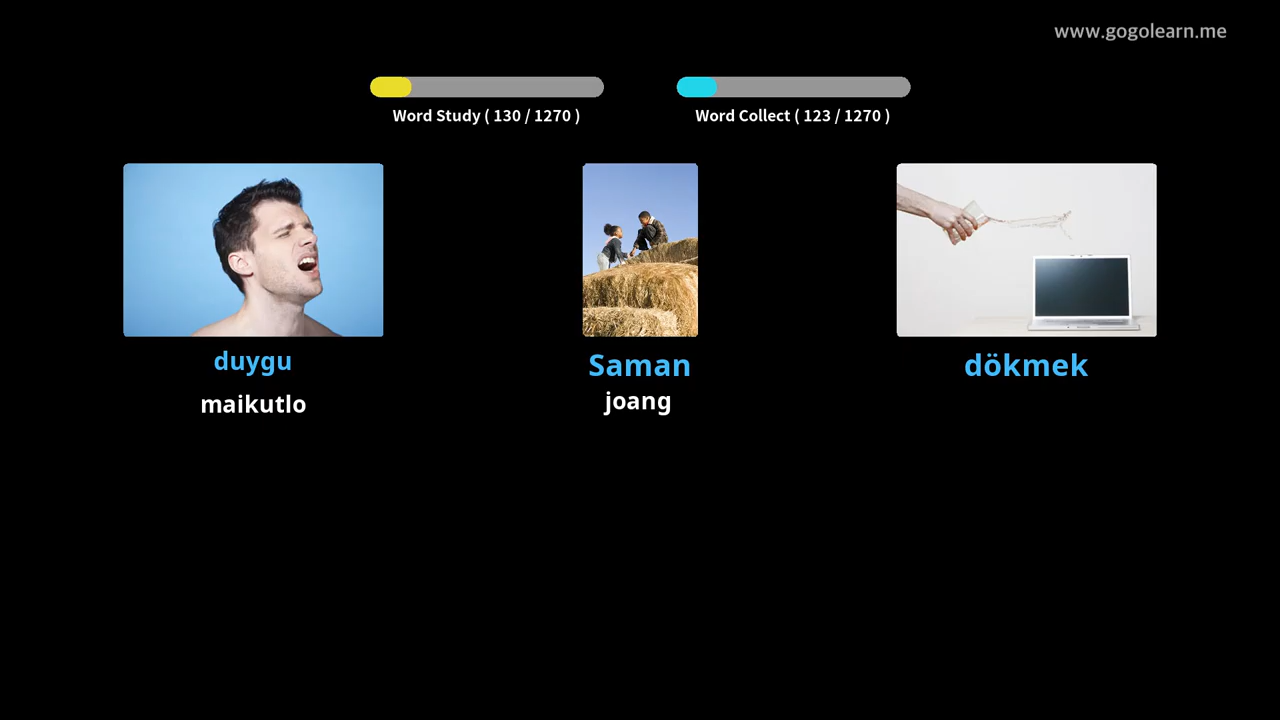 www.gogolearn.me
Word Study ( 130 / 1270 )
Word Collect ( 123 / 1270 )
duygu
maikutlo
Saman
joang
dökmek